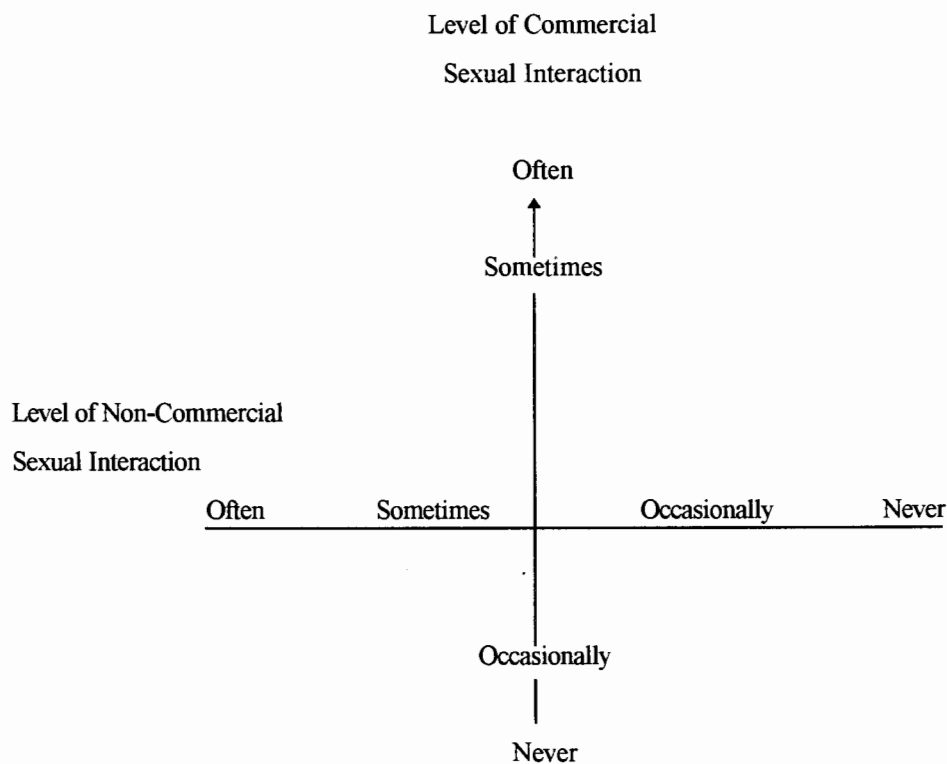 Level of Commercial
Sexual Interaction
Often
Sometimes
Level of Non-Commercial
Sexual Interaction
Often Sometimes Occasionally Never
Occasionally
Never